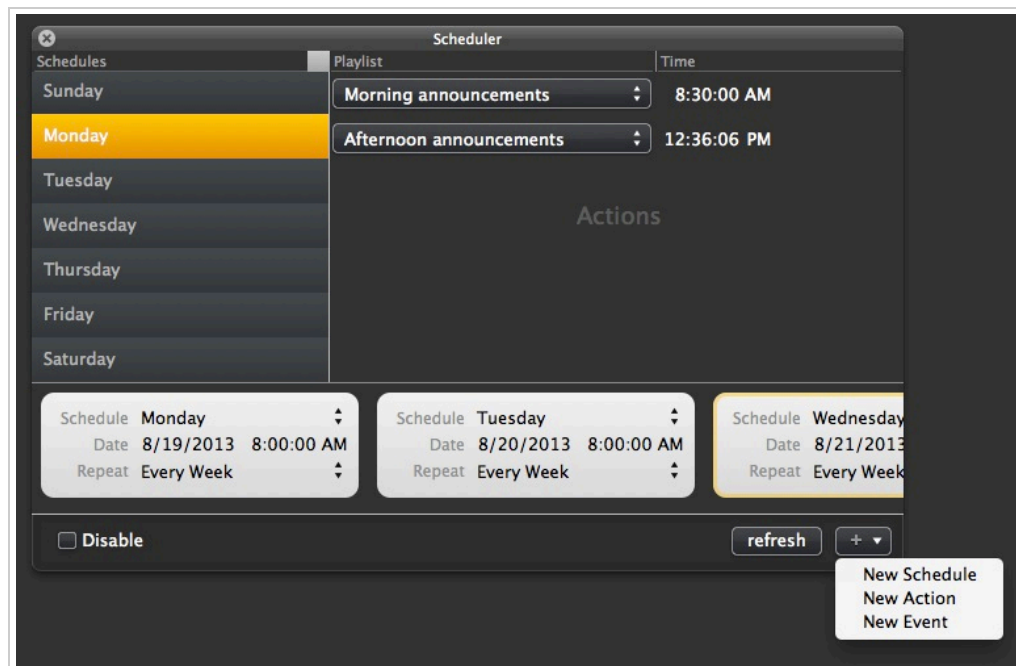 Scheduler
Schedules Playlist Time
Sunday Morning announcements 8:30:00 AM
Monday Afternoon announcements 12:36:06 PM
Tuesday
Actions
Wednesday
Thursday
Friday
Saturday
Schedule Monday Schedule Tuesday Schedule Wednesday
Date 8/19/2013 8:00:00 AM Date 8/20/2013 8:00:00 AM Date 8/21/2013
Repeat Every Week Repeat Every Week Repeat Every Week
Disable refresh +
New Schedule
New Action
New Event